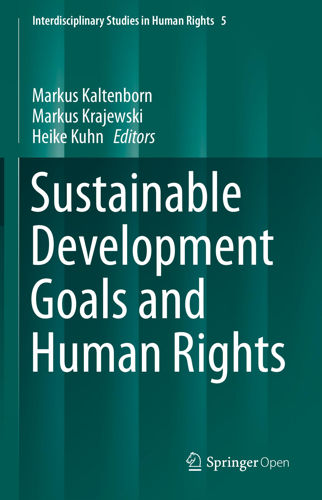 Interdisciplinary Studies in Human Rights 5
Markus Kaltenborn
Markus Krajewski
Heike Kuhn Editors
Sustainable
Development
Goals and
Human Rights
Springer Open